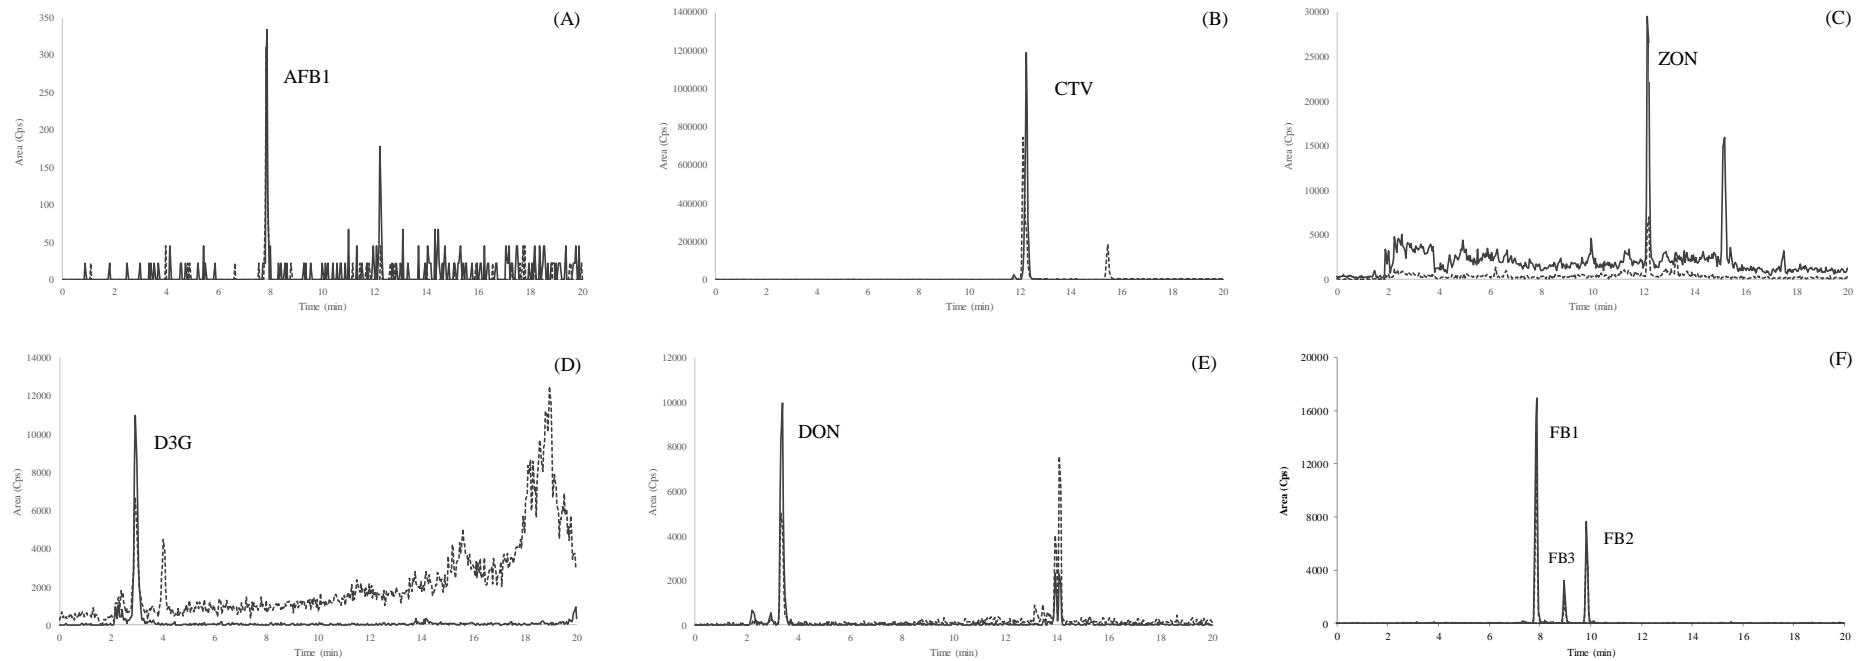 (A)
350
300
250
200
150
100
50
0
Area (Cps)
AFB1
0 2 4 6 8 10 12 14 16 18 20
Time (min)
(B)
1400000
1200000
1000000
800000
600000
400000
200000
0
Area (Cps)
CTV
0 2 4 6 8 10 12 14 16 18 20
Time (min)
(C)
30000
25000
20000
15000
10000
5000
0
Area (Cps)
ZON
0 2 4 6 8 10 12 14 16 18 20
Time (min)
(D)
14000
12000
10000
8000
6000
4000
2000
0
Area (Cps)
D3G
0 2 4 6 8 10 12 14 16 18 20
Time (min)
(E)
12000
10000
8000
6000
4000
2000
0
Area (Cps)
DON
0 2 4 6 8 10 12 14 16 18 20
Time (min)
(F)
20000
16000
12000
8000
4000
0
Area (Cps)
FB1
FB3
FB2
0 2 4 6 8 10 12 14 16 18 20
Time (min)